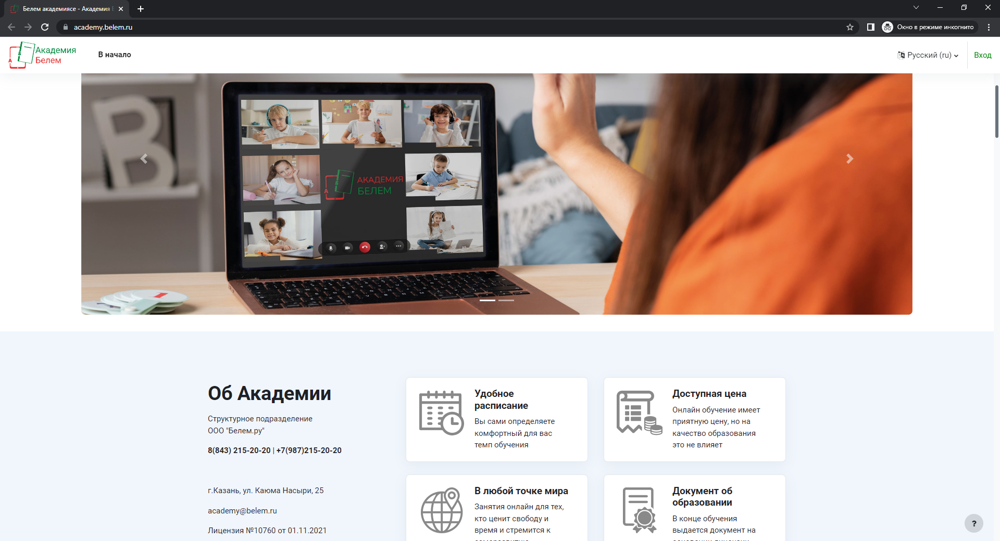 Белем академиясе - Академия
academy.belem.ru
Окно в режиме инкогнито
Академия
Белем
В начало
Русский (ru)
Вход
АКАДЕМИЯ
БЕЛЕМ
Об Академии
Структурное подразделение
ООО "Белем.ру"
8(843) 215-20-20 | +7(987)215-20-20
г.Казань, ул. Каюма Насыри, 25
academy@belem.ru
Лицензия №10760 от 01.11.2021
Удобное
расписание
Вы сами определяете
комфортный для вас
темп обучения
Доступная цена
Онлайн обучение имеет
приятную цену, но на
качество образования
это не влияет
В любой точке мира
Занятия онлайн для тех,
кто ценит свободу и
время и стремится к
Документ об
образовании
В конце обучения
выдается документ на
?